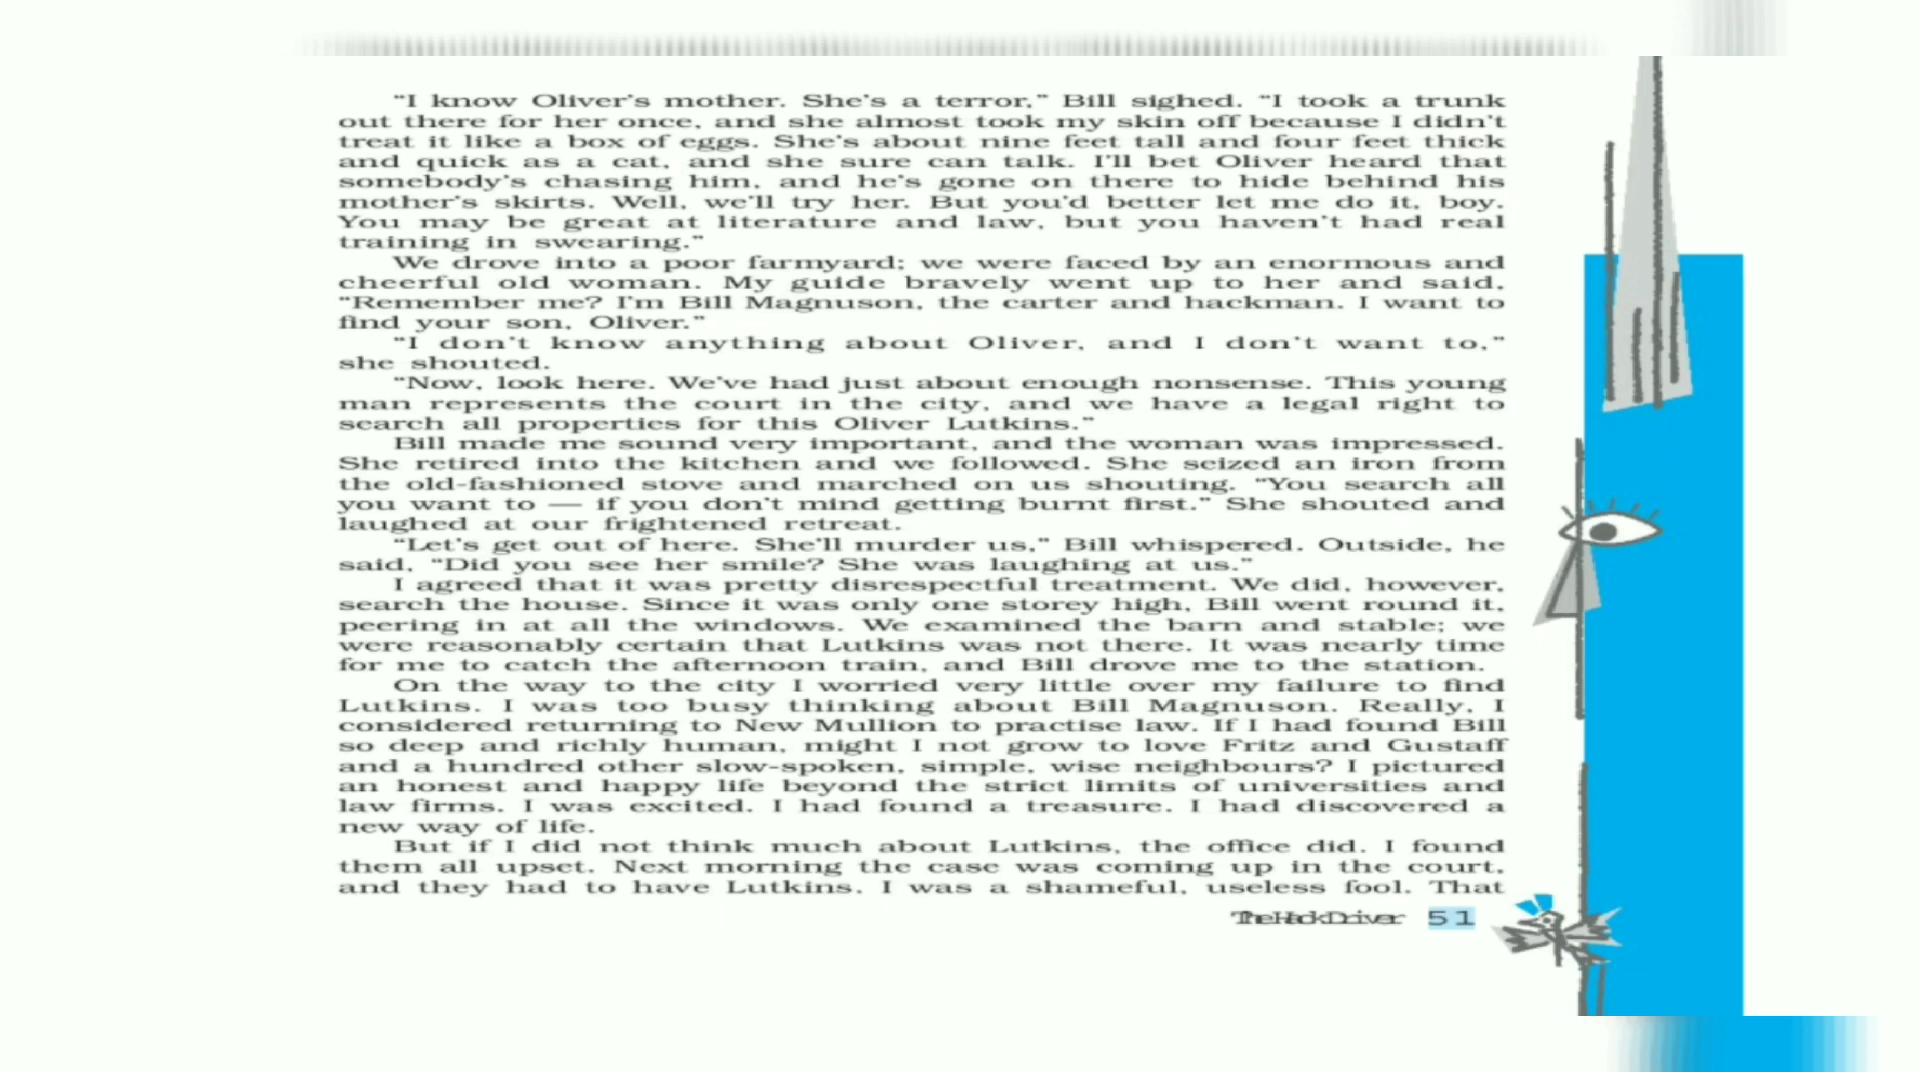 “I know Oliver’s mother. She’s a terror,” Bill sighed. “I took a trunk
out there for her once, and she almost took my skin off because I didn’t
treat it like a box of eggs. She’s about nine feet tall and four feet thick
and quick as a cat, and she sure can talk. I’ll bet Oliver heard that
somebody’s chasing him, and he’s gone on there to hide behind his
mother’s skirts. Well, we’ll try her. But you’d better let me do it, boy.
You may be great at literature and law, but you haven’t had real
training in swearing.”
We drove into a poor farmyard; we were faced by an enormous and
cheerful old woman. My guide bravely went up to her and said,
“Remember me? I’m Bill Magnuson, the carter and hackman. I want to
find your son, Oliver.”
“I don’t know anything about Oliver, and I don’t want to,”
she shouted.
“Now, look here. We’ve had just about enough nonsense. This young
man represents the court in the city, and we have a legal right to
search all properties for this Oliver Lutkins.”
Bill made me sound very important, and the woman was impressed.
She retired into the kitchen and we followed. She seized an iron from
the old-fashioned stove and marched on us shouting. “You search all
you want to — if you don’t mind getting burnt first.” She shouted and
laughed at our frightened retreat.
“Let’s get out of here. She’ll murder us,” Bill whispered. Outside, he
said, “Did you see her smile? She was laughing at us.”
I agreed that it was pretty disrespectful treatment. We did, however,
search the house. Since it was only one storey high, Bill went round it,
peering in at all the windows. We examined the barn and stable; we
were reasonably certain that Lutkins was not there. It was nearly time
for me to catch the afternoon train, and Bill drove me to the station.
On the way to the city I worried very little over my failure to find
Lutkins. I was too busy thinking about Bill Magnuson. Really, I
considered returning to New Mullion to practise law. If I had found Bill
so deep and richly human, might I not grow to love Fritz and Gustaff
and a hundred other slow-spoken, simple, wise neighbours? I pictured
an honest and happy life beyond the strict limits of universities and
law firms. I was excited. I had found a treasure. I had discovered a
new way of life.
But if I did not think much about Lutkins, the office did. I found
them all upset. Next morning the case was coming up in the court,
and they had to have Lutkins. I was a shameful, useless fool. That
The Hack Driver 51